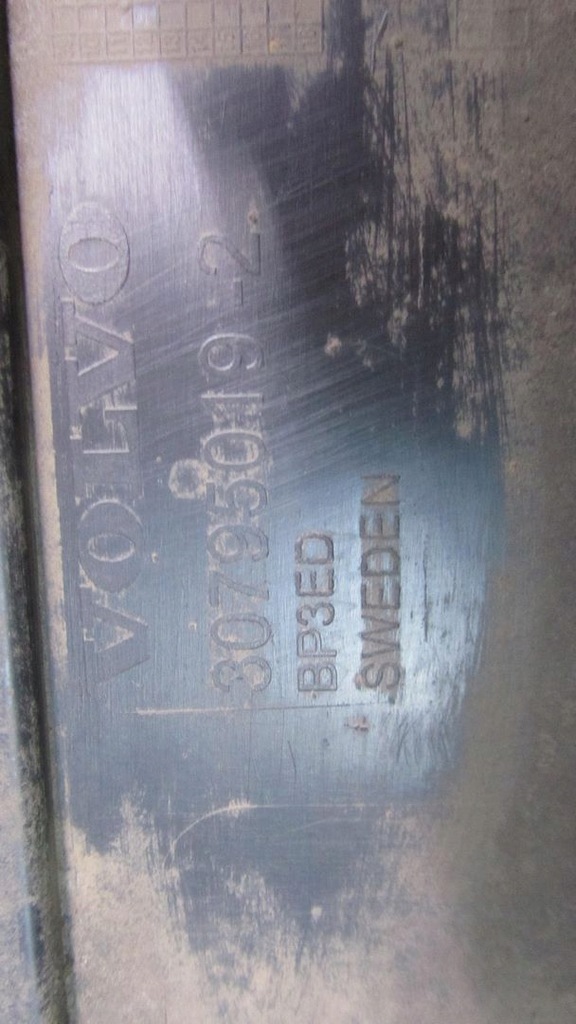 VOLVO
30795019 -2
BP3ED
SWEDEN